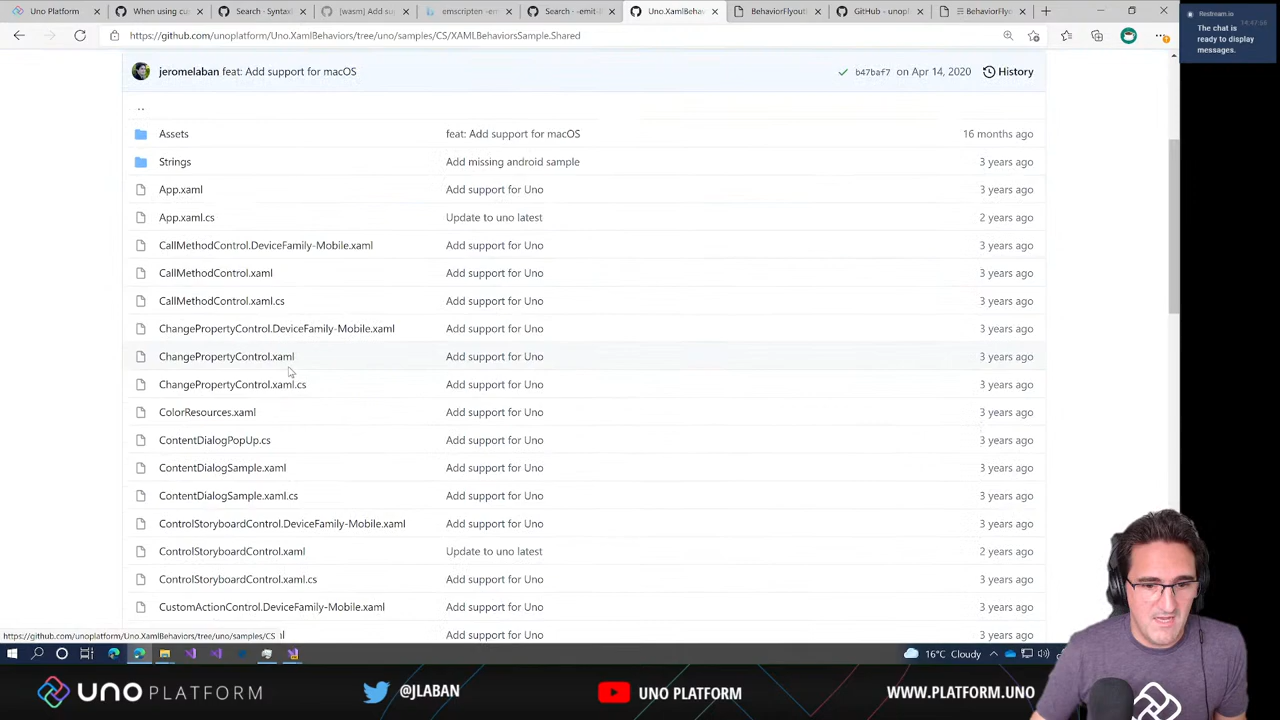 Uno Platform
When using cu
Search · Syntax
[wasm] Add su
emscripten -em
Search · -emit-
Uno.XamlBehav
BehaviorFlyout
GitHub - unopl
BehaviorFlyo
https://github.com/unoplatform/Uno.XamlBehaviors/tree/uno/samples/CS/XAMLBehaviorsSample.Shared
Restream.io
14:47:56
The chat is
ready to display
messages.
jeromelaban feat: Add support for macOS
b47baf7 on Apr 14, 2020
History
..
Assets feat: Add support for macOS 16 months ago
Strings Add missing android sample 3 years ago
App.xaml Add support for Uno 3 years ago
App.xaml.cs Update to uno latest 2 years ago
CallMethodControl.DeviceFamily-Mobile.xaml Add support for Uno 3 years ago
CallMethodControl.xaml Add support for Uno 3 years ago
CallMethodControl.xaml.cs Add support for Uno 3 years ago
ChangePropertyControl.DeviceFamily-Mobile.xaml Add support for Uno 3 years ago
ChangePropertyControl.xaml Add support for Uno 3 years ago
ChangePropertyControl.xaml.cs Add support for Uno 3 years ago
ColorResources.xaml Add support for Uno 3 years ago
ContentDialogPopUp.cs Add support for Uno 3 years ago
ContentDialogSample.xaml Add support for Uno 3 years ago
ContentDialogSample.xaml.cs Add support for Uno 3 years ago
ControlStoryboardControl.DeviceFamily-Mobile.xaml Add support for Uno 3 years ago
ControlStoryboardControl.xaml Update to uno latest 2 years ago
ControlStoryboardControl.xaml.cs Add support for Uno 3 years ago
CustomActionControl.DeviceFamily-Mobile.xaml Add support for Uno 3 years ago
https://github.com/unoplatform/Uno.XamlBehaviors/tree/uno/samples/CS Add support for Uno 3 years ago
16°C Cloudy
UNO PLATFORM
@JLABAN
UNO PLATFORM
WWW.PLATFORM.UNO